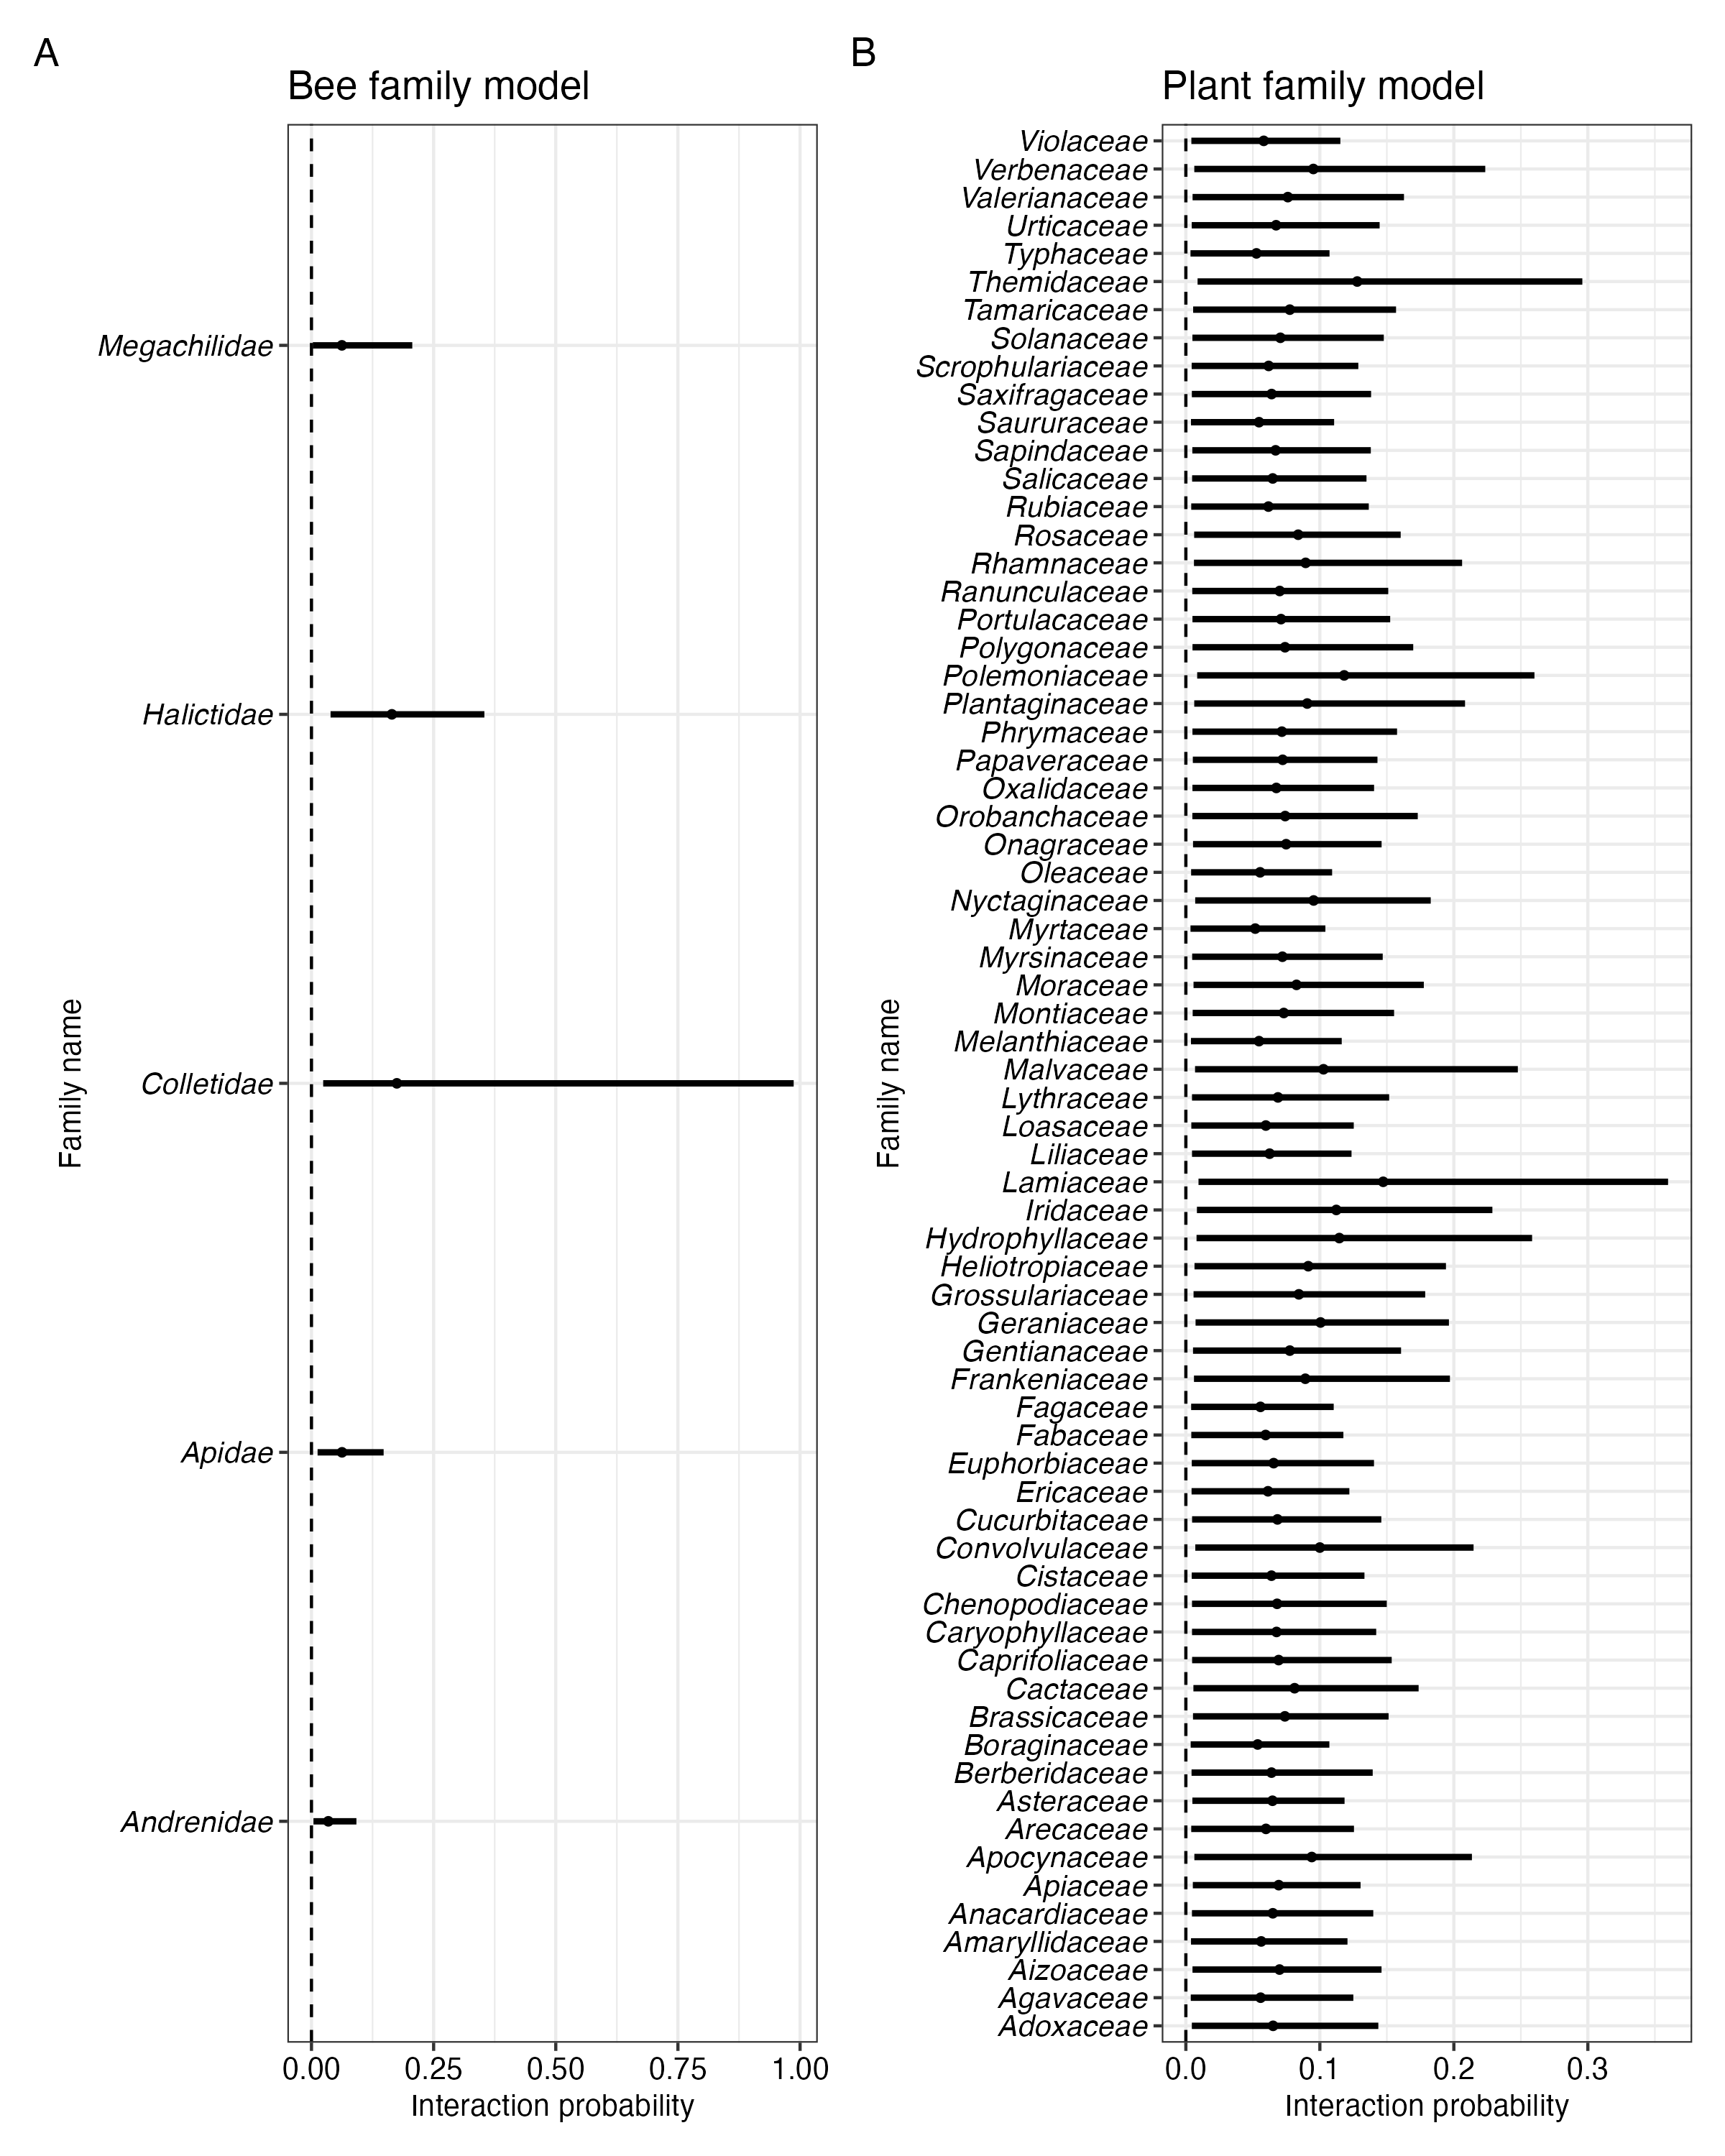 A
Bee family model
Family name
Megachilidae
Halictidae
Colletidae
Apidae
Andrenidae
0.00 0.25 0.50 0.75 1.00
Interaction probability
B
Plant family model
Family name
Violaceae
Verbenaceae
Valerianaceae
Urticaceae
Typhaceae
Themidaceae
Tamaricaceae
Solanaceae
Scrophulariaceae
Saxifragaceae
Saururaceae
Sapindaceae
Salicaceae
Rubiaceae
Rosaceae
Rhamnaceae
Ranunculaceae
Portulacaceae
Polygonaceae
Polemoniaceae
Plantaginaceae
Phrymaceae
Papaveraceae
Oxalidaceae
Orobanchaceae
Onagraceae
Oleaceae
Nyctaginaceae
Myrtaceae
Myrsinaceae
Moraceae
Montiaceae
Melanthiaceae
Malvaceae
Lythraceae
Loasaceae
Liliaceae
Lamiaceae
Iridaceae
Hydrophyllaceae
Heliotropiaceae
Grossulariaceae
Geraniaceae
Gentianaceae
Frankeniaceae
Fagaceae
Fabaceae
Euphorbiaceae
Ericaceae
Cucurbitaceae
Convolvulaceae
Cistaceae
Chenopodiaceae
Caryophyllaceae
Caprifoliaceae
Cactaceae
Brassicaceae
Boraginaceae
Berberidaceae
Asteraceae
Arecaceae
Apocynaceae
Apiaceae
Anacardiaceae
Amaryllidaceae
Aizoaceae
Agavaceae
Adoxaceae
0.0 0.1 0.2 0.3
Interaction probability